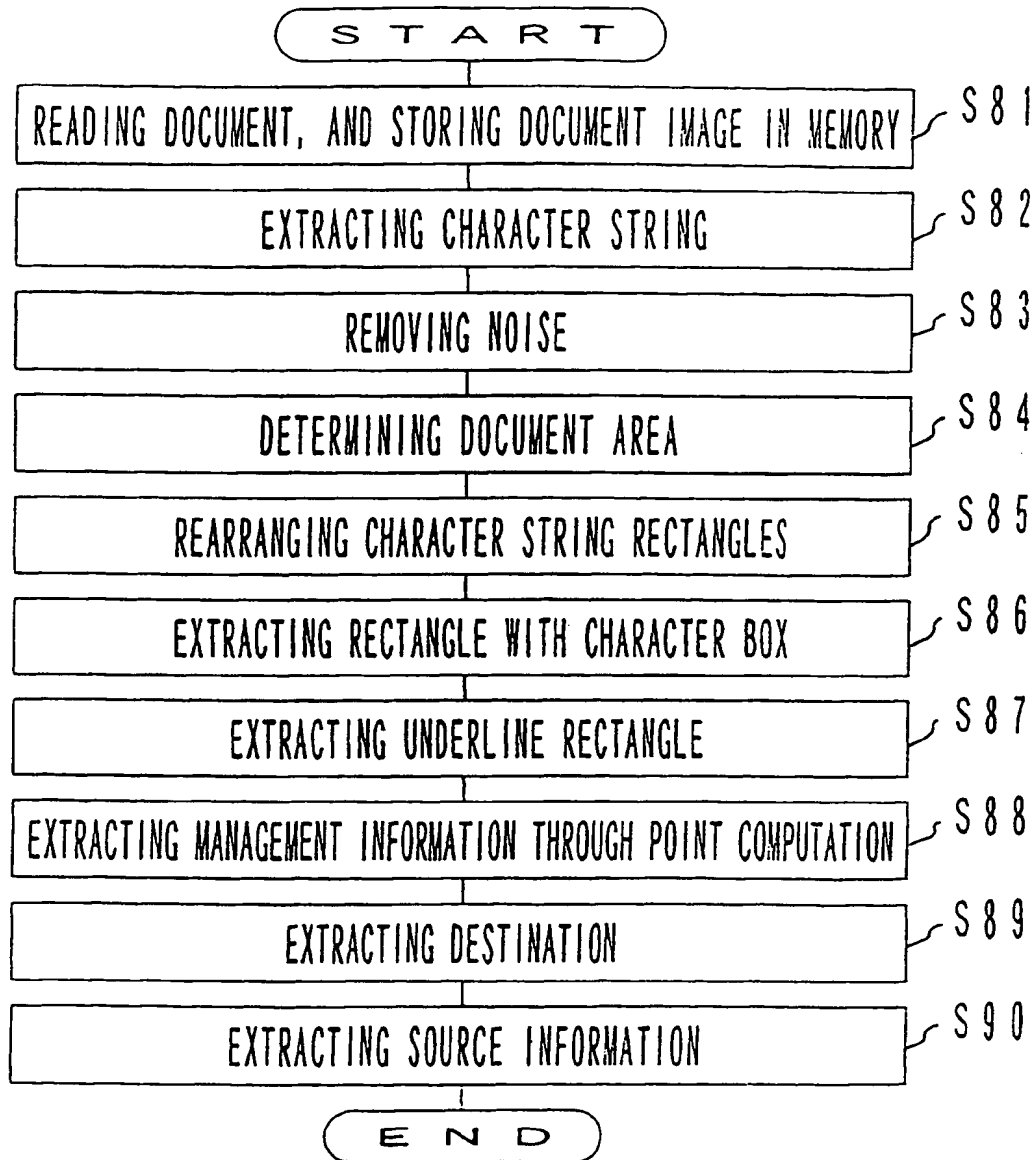 START
READING DOCUMENT, AND STORING DOCUMENT IMAGE IN MEMORY
S81
EXTRACTING CHARACTER STRING
S82
REMOVING NOISE
S83
DETERMINING DOCUMENT AREA
S84
REARRANGING CHARACTER STRING RECTANGLES
S85
EXTRACTING RECTANGLE WITH CHARACTER BOX
S86
EXTRACTING UNDERLINE RECTANGLE
S87
EXTRACTING MANAGEMENT INFORMATION THROUGH POINT COMPUTATION
S88
EXTRACTING DESTINATION
S89
EXTRACTING SOURCE INFORMATION
S90
END